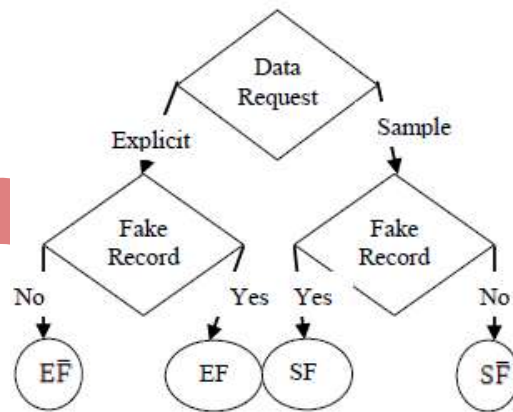 Data
Request
Explicit
Sample
Fake
Record
Fake
Record
No
Yes
Yes
No
EF̅
EF
SF
SF̅